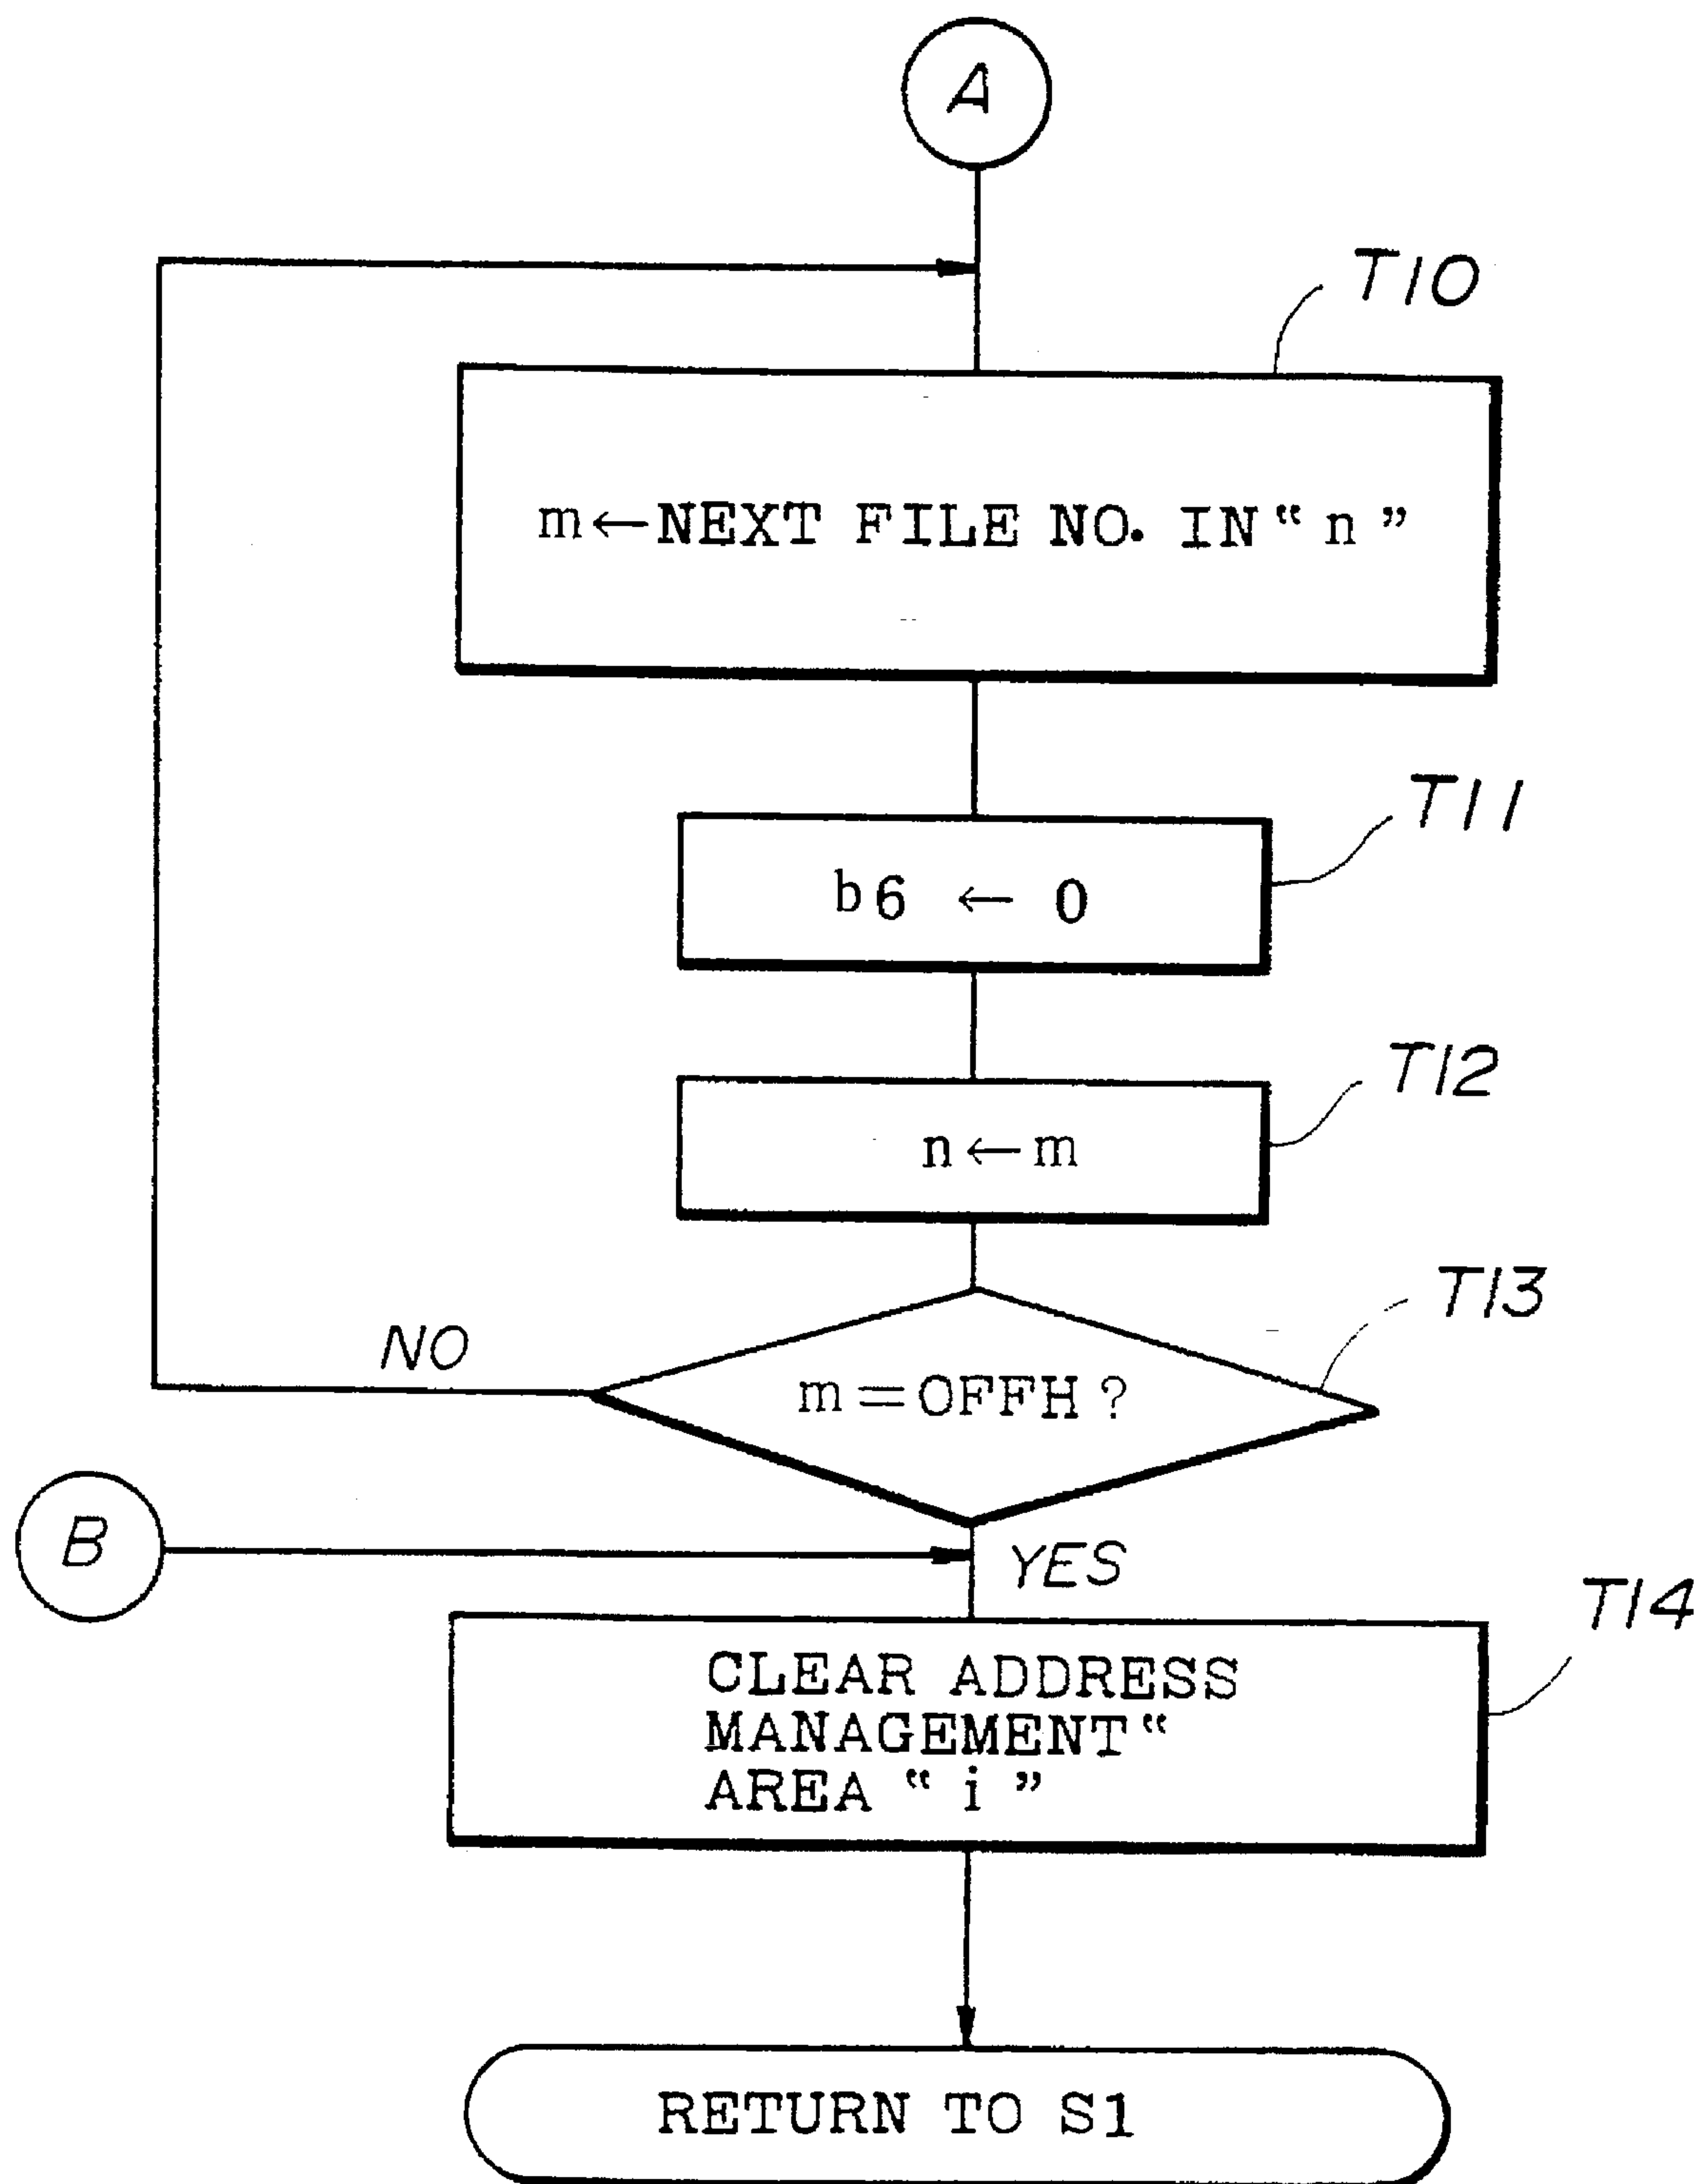 A
T10
m←NEXT FILE NO. IN “ n ”
T11
b6 ← 0
T12
n←m
T13
NO
m=OFFH ?
B
YES
T14
CLEAR ADDRESS
MANAGEMENT“
AREA “ i ”
RETURN TO S1